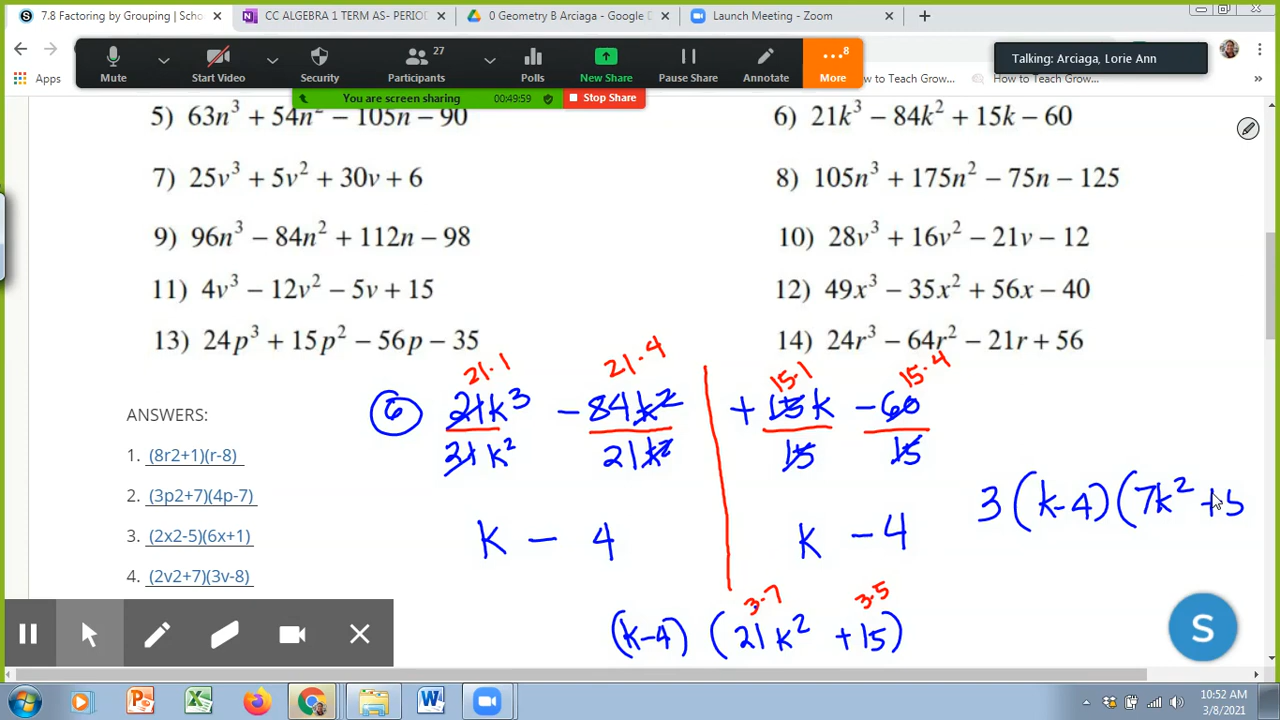 7.8 Factoring by Grouping | Scho
CC ALGEBRA 1 TERM AS- PERIOD
0 Geometry B Arciaga - Google D
Launch Meeting - Zoom
Mute
Start Video
Security
27
Participants
Polls
New Share
Pause Share
Annotate
8
More
Talking: Arciaga, Lorie Ann
Apps
ow to Teach Grow...
How to Teach Grow...
You are screen sharing
00:49:59
Stop Share
5) 63n³ + 54n² − 105n − 90
6) 21k³ − 84k² + 15k − 60
7) 25v³ + 5v² + 30v + 6
8) 105n³ + 175n² − 75n − 125
9) 96n³ − 84n² + 112n − 98
10) 28v³ + 16v² − 21v − 12
11) 4v³ − 12v² − 5v + 15
12) 49x³ − 35x² + 56x − 40
13) 24p³ + 15p² − 56p − 35
14) 24r³ − 64r² − 21r + 56
21·1 21·4 15·1 15·4
6 21k³ − 84k² + 15k − 60
21k² 21k² 15 15
k − 4 k − 4
3(k-4)(7k² +5
3·7 3·5
(k-4) (21k² +15)
ANSWERS:
1. (8r2+1)(r-8)
2. (3p2+7)(4p-7)
3. (2x2-5)(6x+1)
4. (2v2+7)(3v-8)
S
10:52 AM
3/8/2021